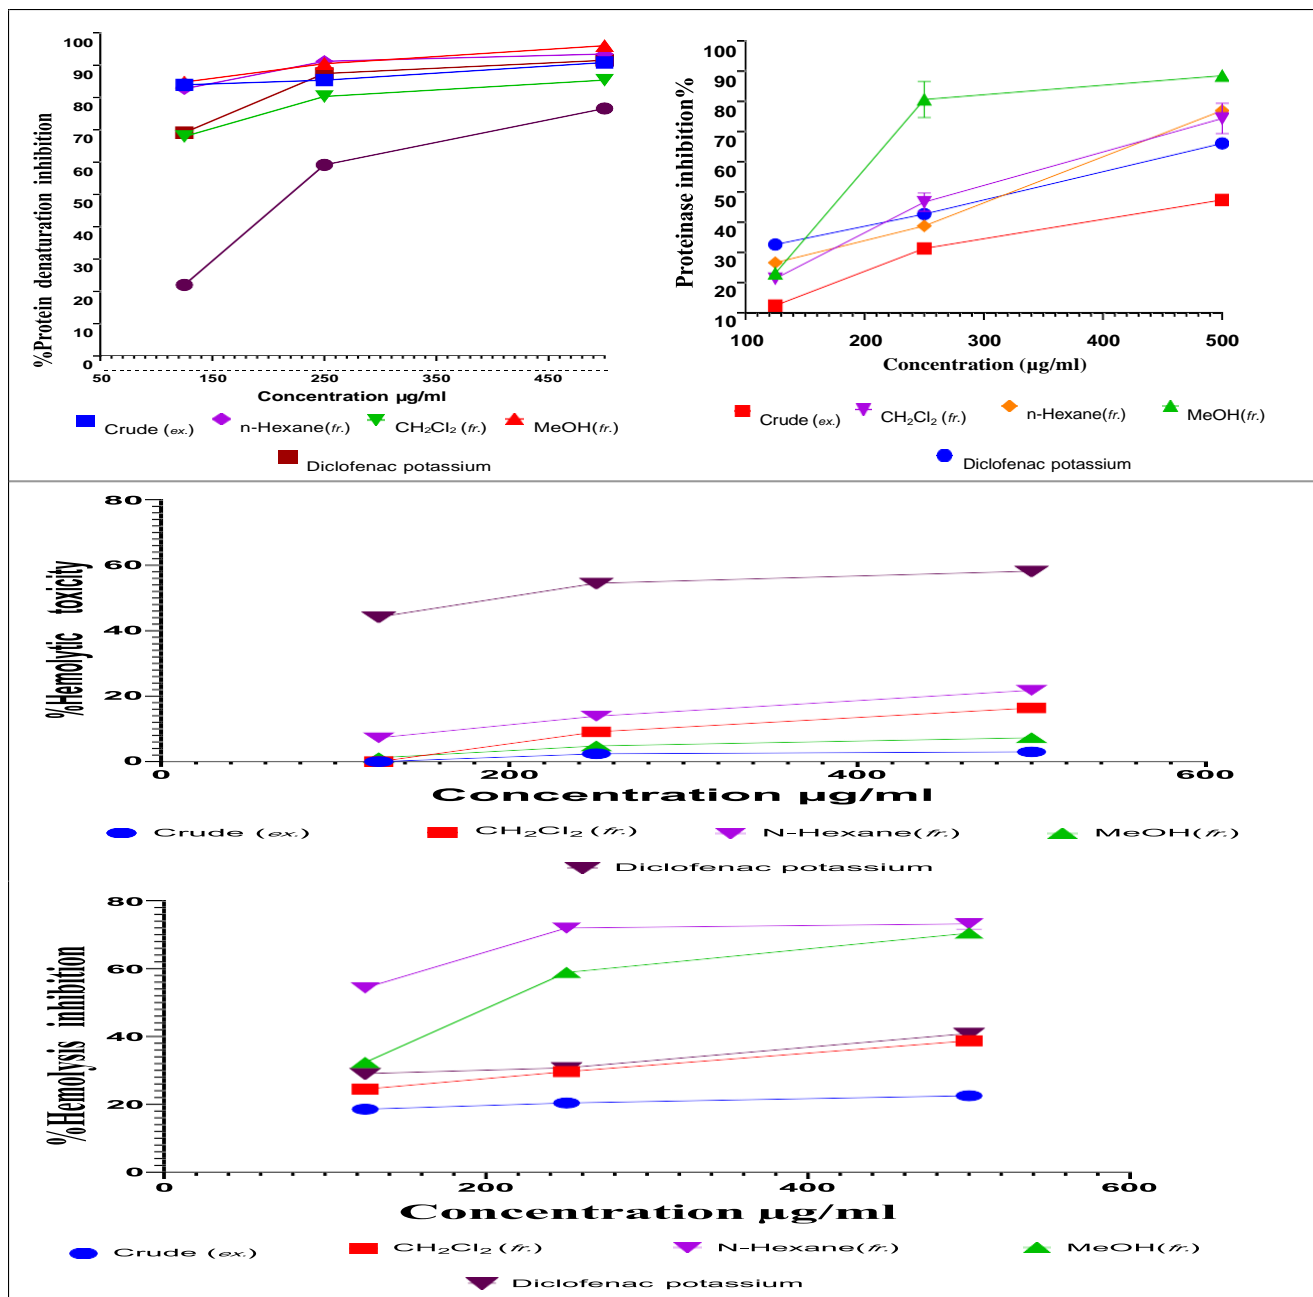 %Protein denaturation inhibition
100
90
80
70
60
50
40
30
20
10
0
50
150
250
350
450
Concentration µg/ml
Crude (ex.)
n-Hexane(fr.)
CH₂Cl₂ (fr.)
MeOH(fr.)
Diclofenac potassium
Proteinase inhibition%
100
90
80
70
60
50
40
30
20
10
100
200
300
400
500
Concentration (µg/ml)
Crude (ex.)
CH₂Cl₂ (fr.)
n-Hexane(fr.)
MeOH(fr.)
Diclofenac potassium
%Hemolytic toxicity
80
60
40
20
0
0
200
400
600
Concentration µg/ml
Crude (ex.)
CH₂Cl₂ (fr.)
N-Hexane(fr.)
MeOH(fr.)
Diclofenac potassium
%Hemolysis inhibition
80
60
40
20
0
0
200
400
600
Concentration µg/ml
Crude (ex.)
CH₂Cl₂ (fr.)
N-Hexane(fr.)
MeOH(fr.)
Diclofenac potassium